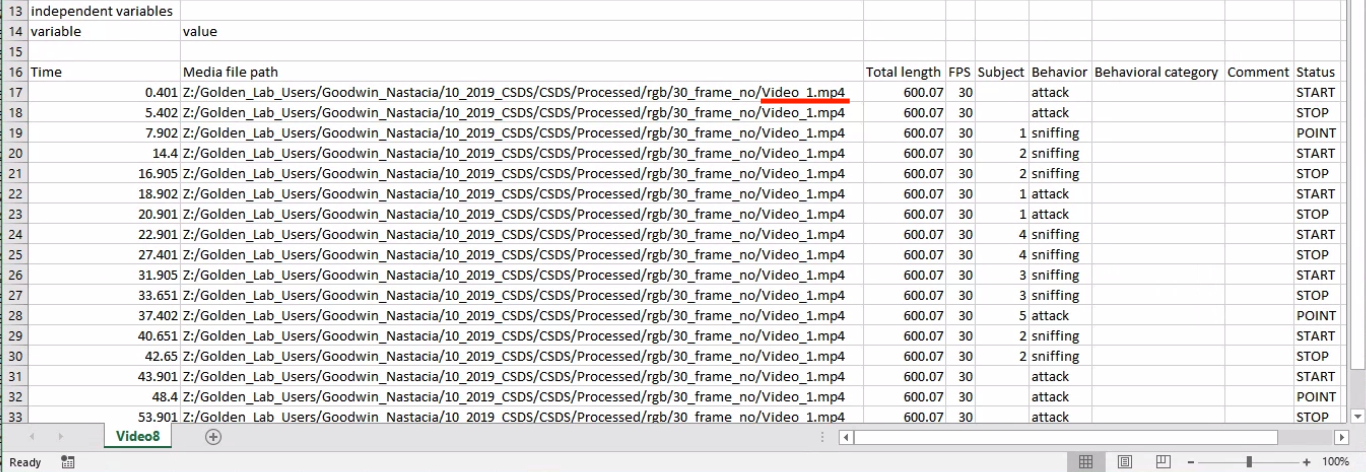 13 independent variables
14 variable value
15
16 Time Media file path Total length FPS Subject Behavior Behavioral category Comment Status
17 0.401 Z:/Golden_Lab_Users/Goodwin_Nastacia/10_2019_CSDS/CSDS/Processed/rgb/30_frame_no/Video_1.mp4 600.07 30 attack START
18 5.402 Z:/Golden_Lab_Users/Goodwin_Nastacia/10_2019_CSDS/CSDS/Processed/rgb/30_frame_no/Video_1.mp4 600.07 30 attack STOP
19 7.902 Z:/Golden_Lab_Users/Goodwin_Nastacia/10_2019_CSDS/CSDS/Processed/rgb/30_frame_no/Video_1.mp4 600.07 30 1 sniffing POINT
20 14.4 Z:/Golden_Lab_Users/Goodwin_Nastacia/10_2019_CSDS/CSDS/Processed/rgb/30_frame_no/Video_1.mp4 600.07 30 2 sniffing START
21 16.905 Z:/Golden_Lab_Users/Goodwin_Nastacia/10_2019_CSDS/CSDS/Processed/rgb/30_frame_no/Video_1.mp4 600.07 30 2 sniffing STOP
22 18.902 Z:/Golden_Lab_Users/Goodwin_Nastacia/10_2019_CSDS/CSDS/Processed/rgb/30_frame_no/Video_1.mp4 600.07 30 1 attack START
23 20.901 Z:/Golden_Lab_Users/Goodwin_Nastacia/10_2019_CSDS/CSDS/Processed/rgb/30_frame_no/Video_1.mp4 600.07 30 1 attack STOP
24 22.901 Z:/Golden_Lab_Users/Goodwin_Nastacia/10_2019_CSDS/CSDS/Processed/rgb/30_frame_no/Video_1.mp4 600.07 30 4 sniffing START
25 27.401 Z:/Golden_Lab_Users/Goodwin_Nastacia/10_2019_CSDS/CSDS/Processed/rgb/30_frame_no/Video_1.mp4 600.07 30 4 sniffing STOP
26 31.905 Z:/Golden_Lab_Users/Goodwin_Nastacia/10_2019_CSDS/CSDS/Processed/rgb/30_frame_no/Video_1.mp4 600.07 30 3 sniffing START
27 33.651 Z:/Golden_Lab_Users/Goodwin_Nastacia/10_2019_CSDS/CSDS/Processed/rgb/30_frame_no/Video_1.mp4 600.07 30 3 sniffing STOP
28 37.402 Z:/Golden_Lab_Users/Goodwin_Nastacia/10_2019_CSDS/CSDS/Processed/rgb/30_frame_no/Video_1.mp4 600.07 30 5 attack POINT
29 40.651 Z:/Golden_Lab_Users/Goodwin_Nastacia/10_2019_CSDS/CSDS/Processed/rgb/30_frame_no/Video_1.mp4 600.07 30 2 sniffing START
30 42.65 Z:/Golden_Lab_Users/Goodwin_Nastacia/10_2019_CSDS/CSDS/Processed/rgb/30_frame_no/Video_1.mp4 600.07 30 2 sniffing STOP
31 43.901 Z:/Golden_Lab_Users/Goodwin_Nastacia/10_2019_CSDS/CSDS/Processed/rgb/30_frame_no/Video_1.mp4 600.07 30 attack START
32 48.4 Z:/Golden_Lab_Users/Goodwin_Nastacia/10_2019_CSDS/CSDS/Processed/rgb/30_frame_no/Video_1.mp4 600.07 30 attack POINT
33 53.901 Z:/Golden_Lab_Users/Goodwin_Nastacia/10_2019_CSDS/CSDS/Processed/rgb/30_frame_no/Video_1.mp4 600.07 30 attack STOP
Video8
Ready 100%